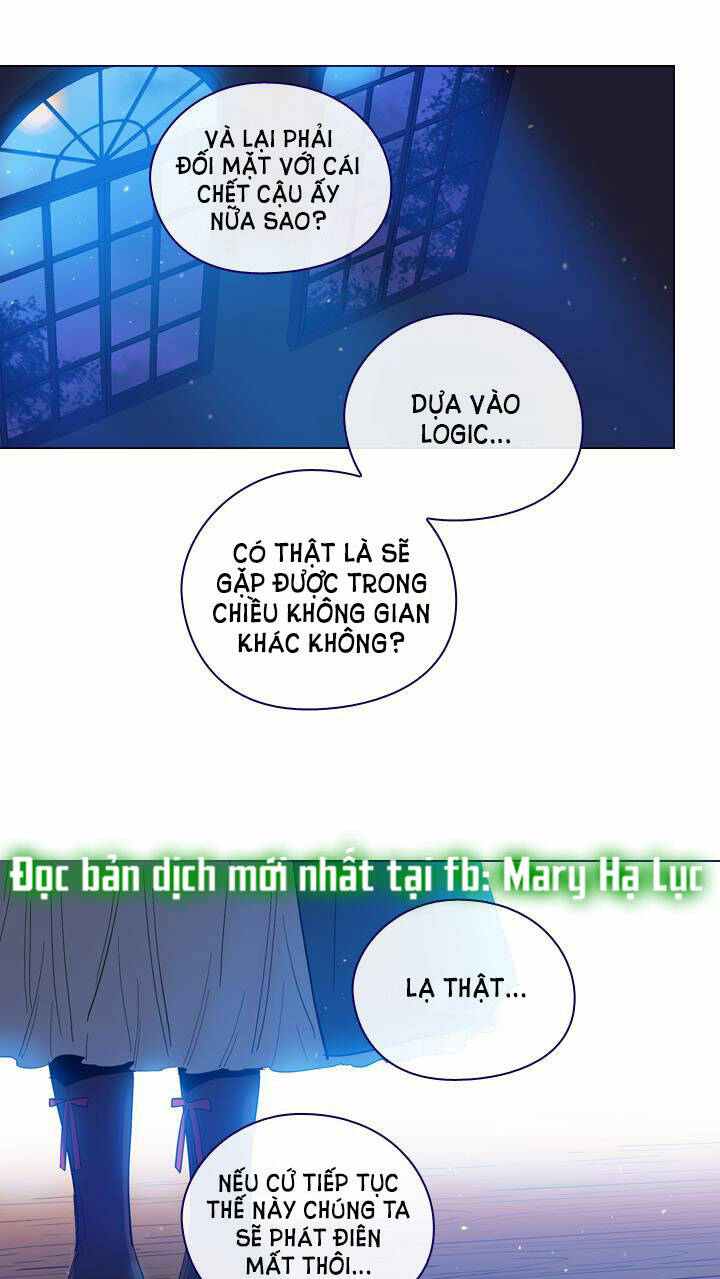 VÀ LẠI PHẢI
ĐỐI MẶT VỚI CÁI
CHẾT CẬU ẤY
NỮA SAO?
DỰA VÀO
LOGIC...
CÓ THẬT LÀ SẼ
GẶP ĐƯỢC TRONG
CHIỀU KHÔNG GIAN
KHÁC KHÔNG?
Đọc bản dịch mới nhất tại fb: Mary Hạ Lục
LẠ THẬT...
NẾU CỨ TIẾP TỤC
THẾ NÀY CHÚNG TA
SẼ PHÁT ĐIÊN
MẤT THÔI...